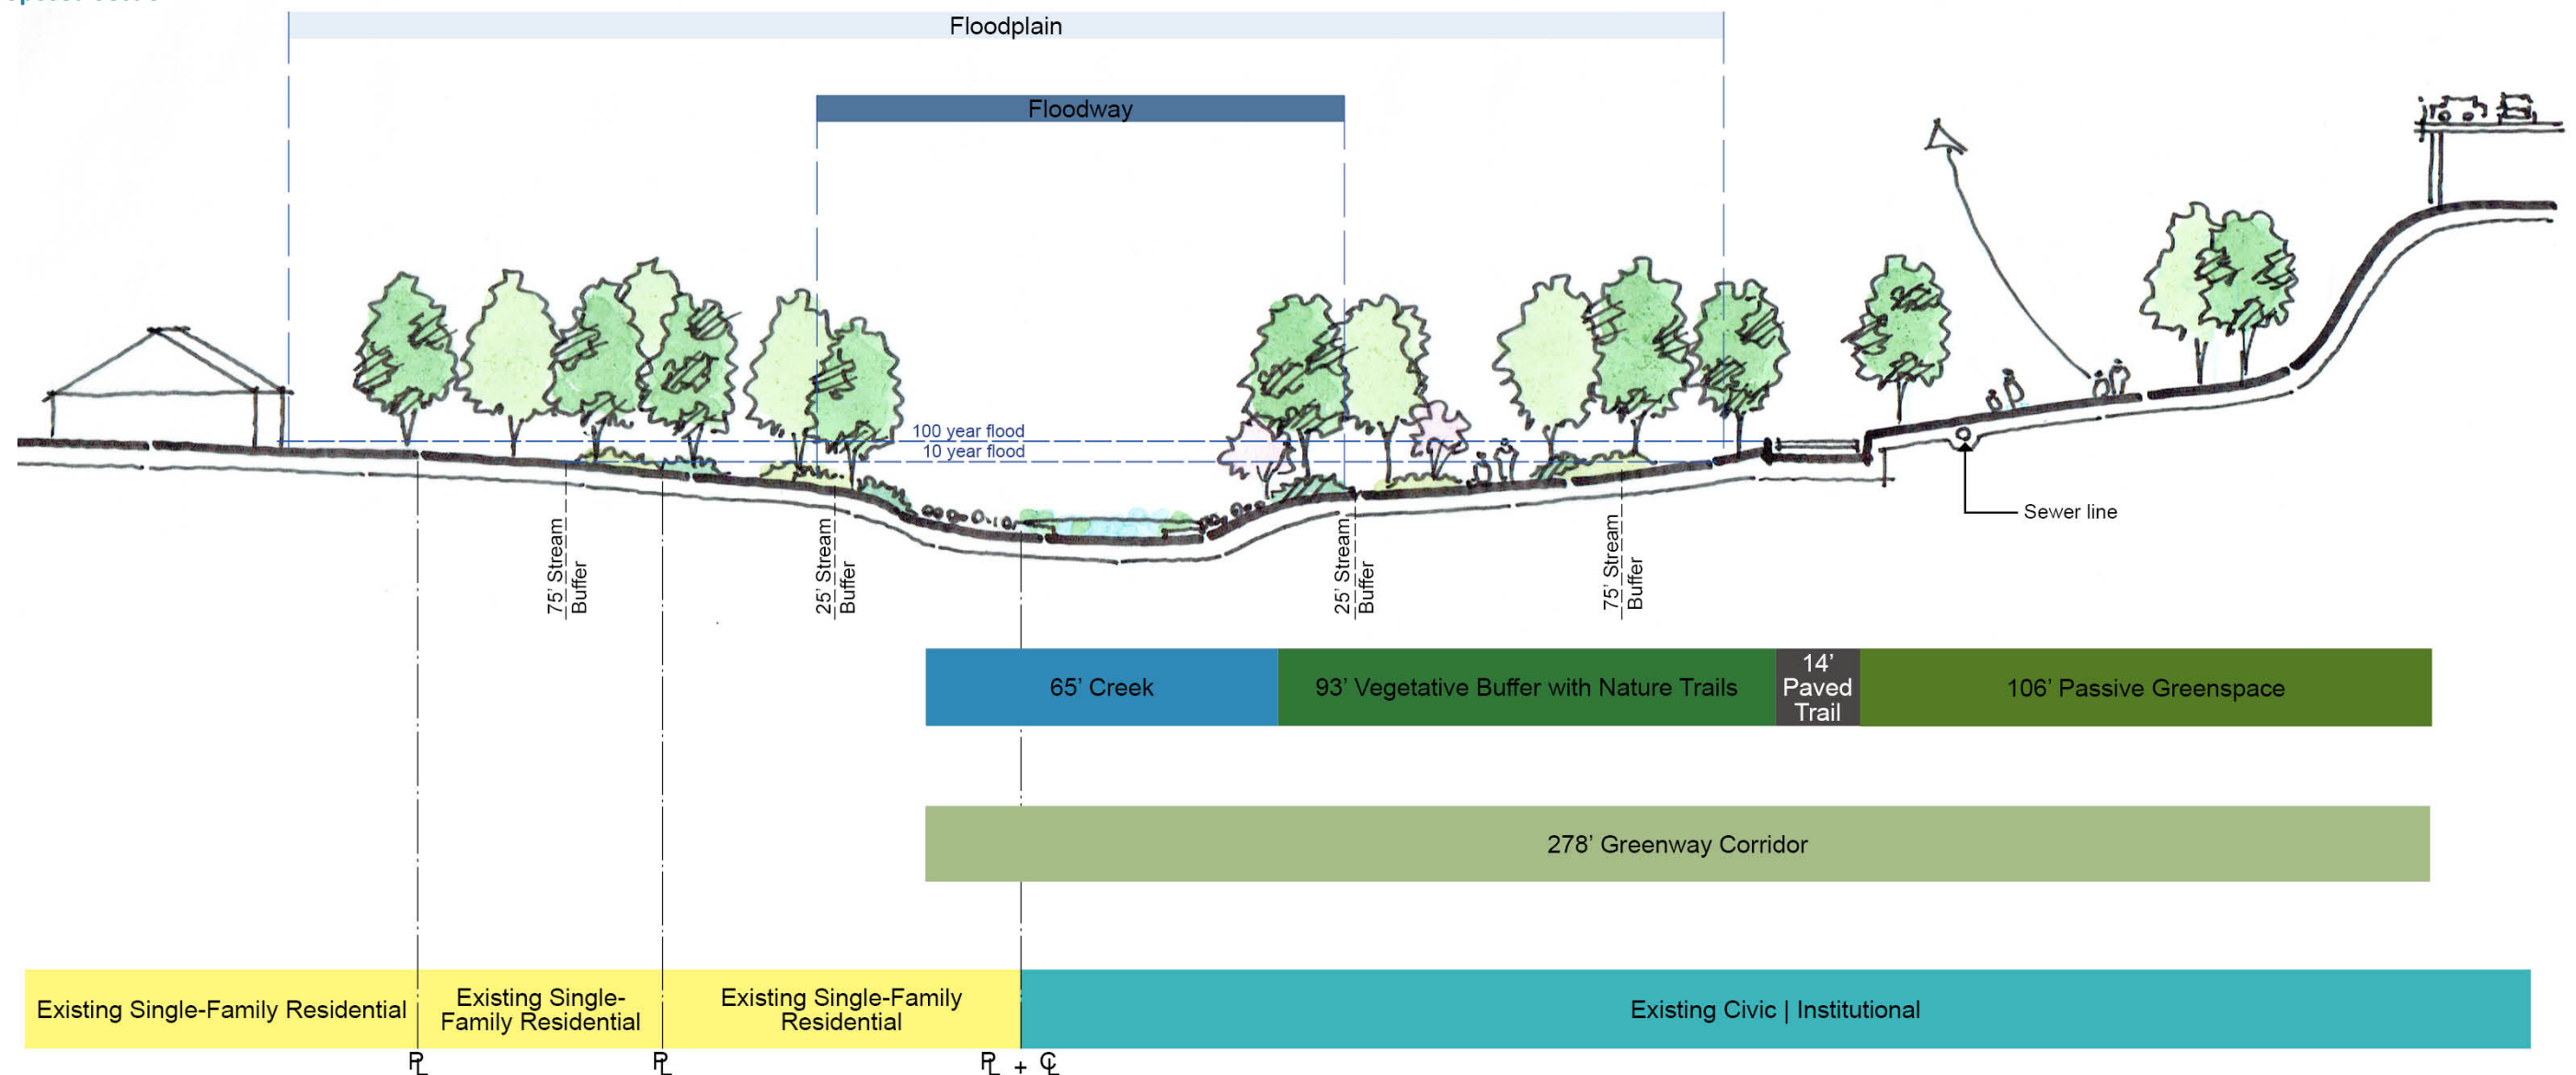 Floodplain
Floodway
100 year flood
10 year flood
Sewer line
75' Stream
Buffer
25' Stream
Buffer
25' Stream
Buffer
75' Stream
Buffer
65' Creek
93' Vegetative Buffer with Nature Trails
14'
Paved
Trail
106' Passive Greenspace
278' Greenway Corridor
Existing Single-Family Residential
Existing Single-
Family Residential
Existing Single-Family
Residential
Existing Civic | Institutional
PL
PL
PL + CL